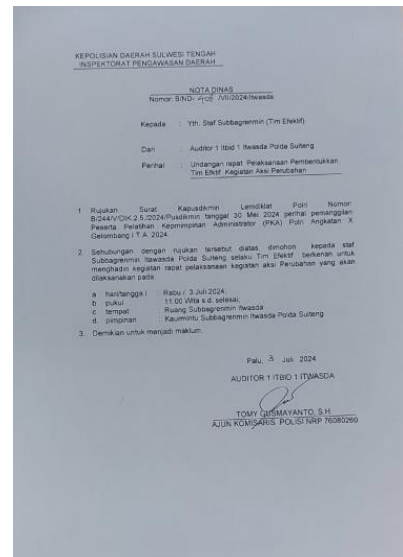 KEPOLISIAN DAERAH SULWESI TENGAH
INSPEKTORAT PENGAWASAN DAERAH
NOTA DINAS
Nomor: B/ND- /VII/2024/Itwasda
Kepada : Yth. Staf Subbagrenmin (Tim Efektif)
Dari : Auditor 1 Itbid 1 Itwasda Polda Sulteng
Perihal : Undangan rapat Pelaksanaan Pembentukkan
Tim Efktif Kegiatan Aksi Perubahan
1 Rujukan Surat Kapusdikmin Lemdiklat Polri Nomor:
B/244/V/DIK.2.5./2024/Pusdikmin tanggal 30 Mei 2024 perihal pemanggilan
Peserta Pelatihan Kepmimpinan Administrator (PKA) Polri Angkatan X
Gelombang I T.A. 2024.
2. Sehubungan dengan rujukan tersebut diatas, dimohon kepada staf
Subbagrenmin Itawasda Polda Sulteng selaku Tim Efektif berkenan untuk
menghadiri kegiatan rapat pelaksanaan kegiatan aksi Perubahan yang akan
dilaksanakan pada
a hari/tangga l : Rabu / 3 Juli 2024;
b pukul : 11.00 Wita s.d. selesai;
c tempat : Ruang Subbagrenmin itwasda
d. pimpinan : Kaurmintu Subbagrenmin Itwasda Polda Sulteng
3. Demikian untuk menjadi maklum.
Palu, 3 Juli 2024
AUDITOR 1 ITBID 1 ITWASDA
TOMY GUSMAYANTO, S.H.
AJUN KOMISARIS POLISI NRP 76080260